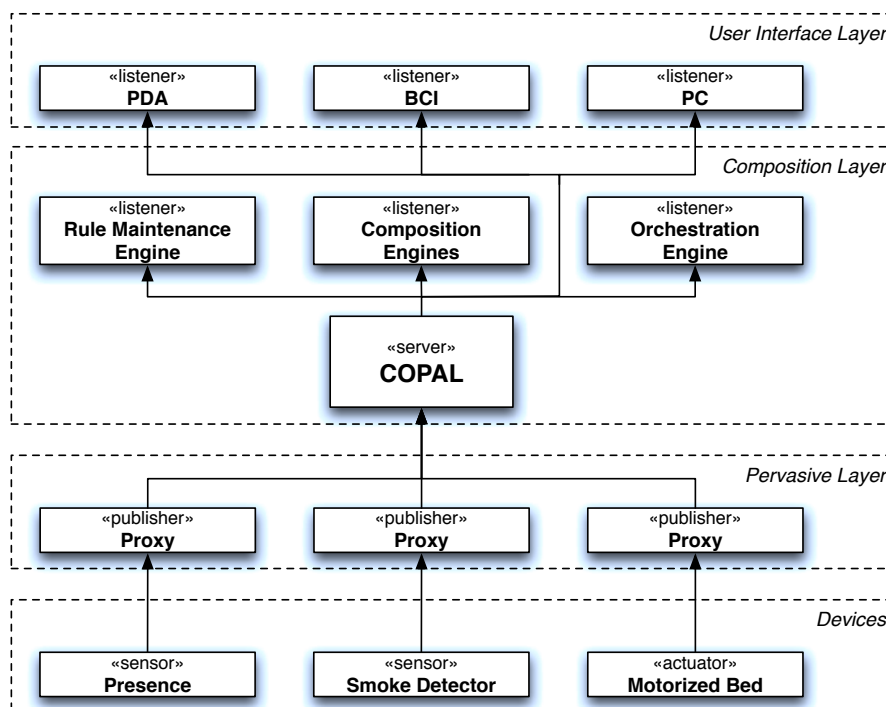 User Interface Layer
«listener» «listener» «listener»
PDA BCI PC
Composition Layer
«listener» «listener» «listener»
Rule Maintenance Composition Orchestration
Engine Engines Engine
«server»
COPAL
Pervasive Layer
«publisher» «publisher» «publisher»
Proxy Proxy Proxy
Devices
«sensor» «sensor» «actuator»
Presence Smoke Detector Motorized Bed